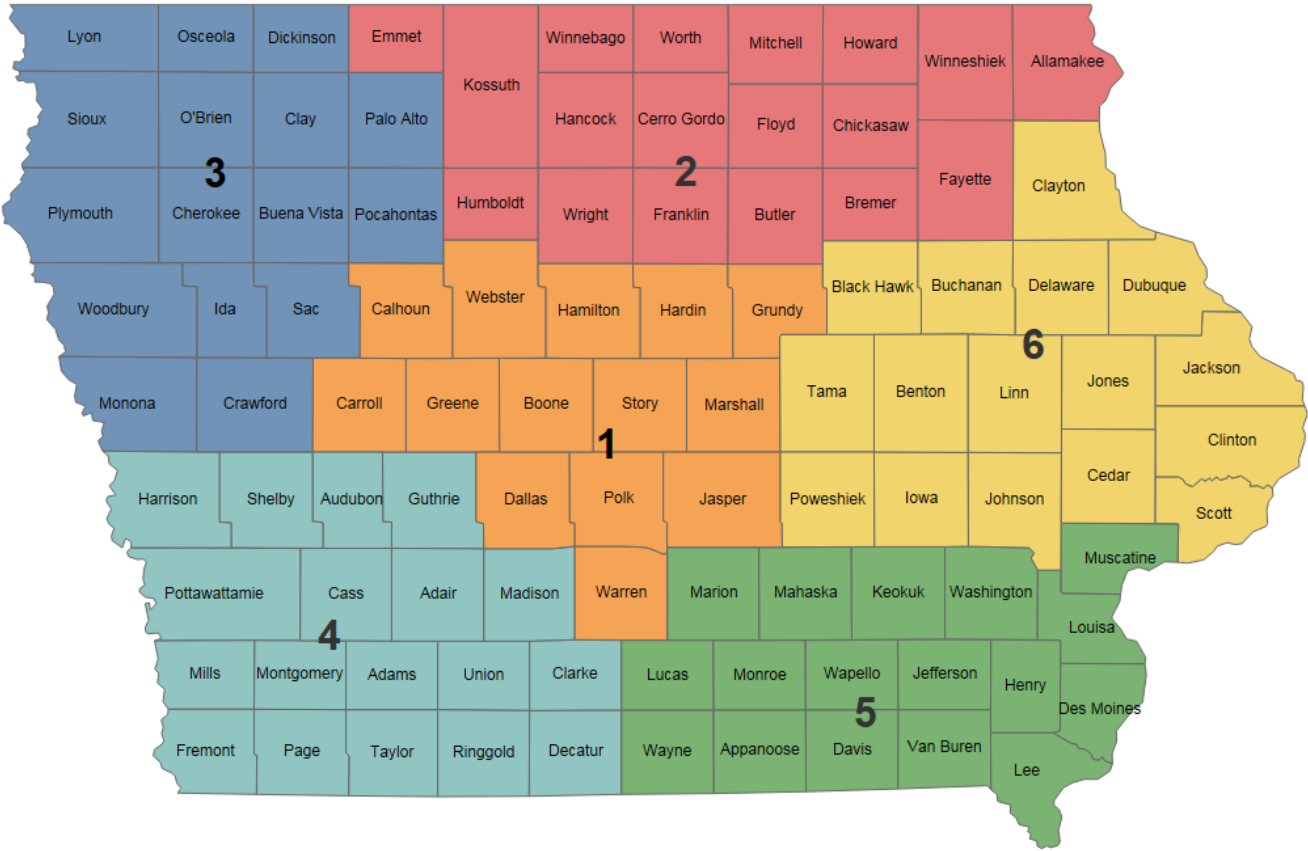 Lyon Osceola Dickinson Emmet Winnebago Worth Mitchell Howard
Winneshiek Allamakee
Kossuth
Sioux O'Brien Clay Palo Alto Hancock Cerro Gordo Floyd Chickasaw
3 2
Fayette Clayton
Plymouth Cherokee Buena Vista Pocahontas Humboldt Wright Franklin Butler Bremer
Woodbury Ida Sac Calhoun Webster Hamilton Hardin Grundy Black Hawk Buchanan Delaware Dubuque
6
Monona Crawford Carroll Greene Boone Story Marshall Tama Benton Linn Jones Jackson
1
Clinton
Harrison Shelby Audubon Guthrie Dallas Polk Jasper Poweshiek Iowa Johnson Cedar Scott
Muscatine
Pottawattamie Cass Adair Madison Warren Marion Mahaska Keokuk Washington
4
Louisa
Mills Montgomery Adams Union Clarke Lucas Monroe Wapello Jefferson Henry
5
Des Moines
Fremont Page Taylor Ringgold Decatur Wayne Appanoose Davis Van Buren Lee